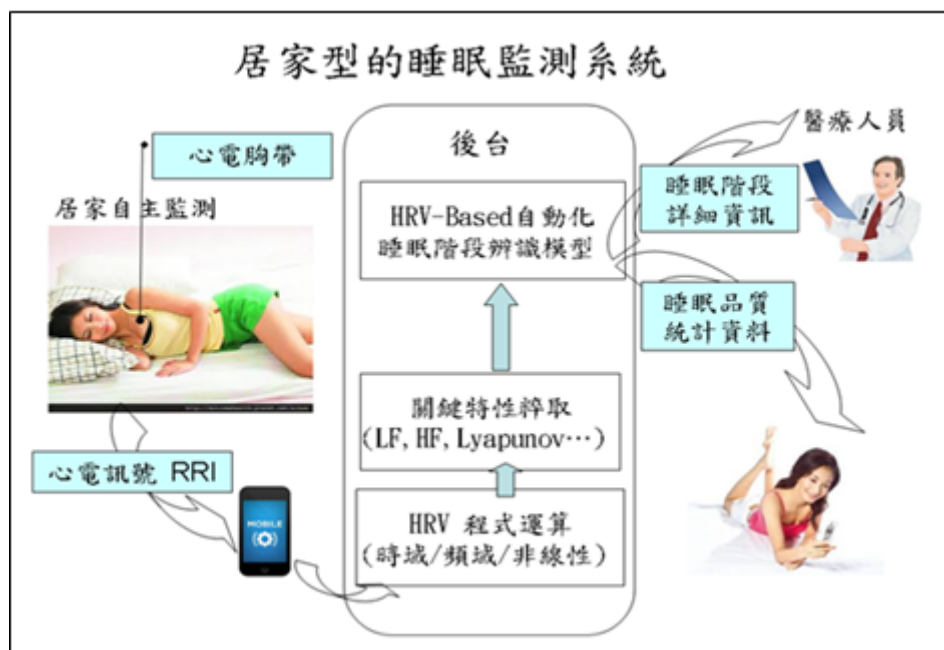 居家型的睡眠監測系統
心電胸帶
居家自主監測
心電訊號 RRI
MOBILE
後台
HRV-Based自動化
睡眠階段辨識模型
關鍵特性粹取
(LF, HF, Lyapunov…)
HRV 程式運算
(時域/頻域/非線性)
醫療人員
睡眠階段
詳細資訊
睡眠品質
統計資料